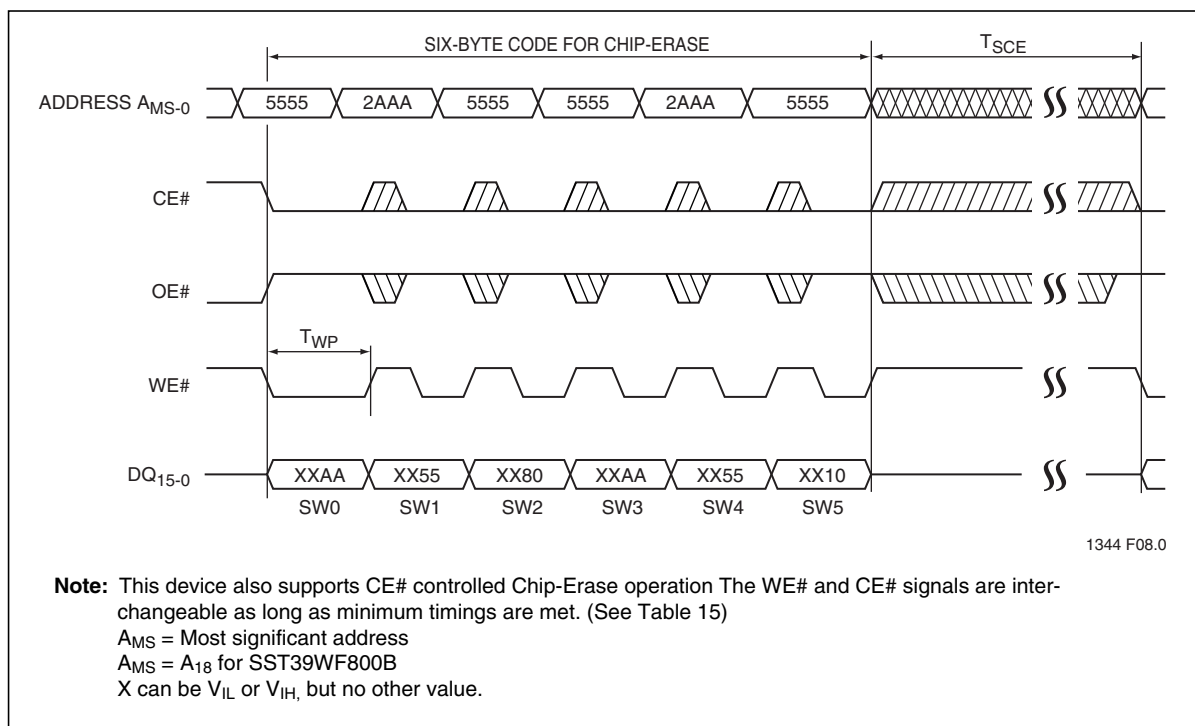 SIX-BYTE CODE FOR CHIP-ERASE TSCE
ADDRESS AMS-0 5555 2AAA 5555 5555 2AAA 5555
CE#
OE#
TWP
WE#
DQ15-0 XXAA XX55 XX80 XXAA XX55 XX10
SW0 SW1 SW2 SW3 SW4 SW5
1344 F08.0
Note: This device also supports CE# controlled Chip-Erase operation The WE# and CE# signals are inter-
changeable as long as minimum timings are met. (See Table 15)
AMS = Most significant address
AMS = A18 for SST39WF800B
X can be VIL or VIH, but no other value.